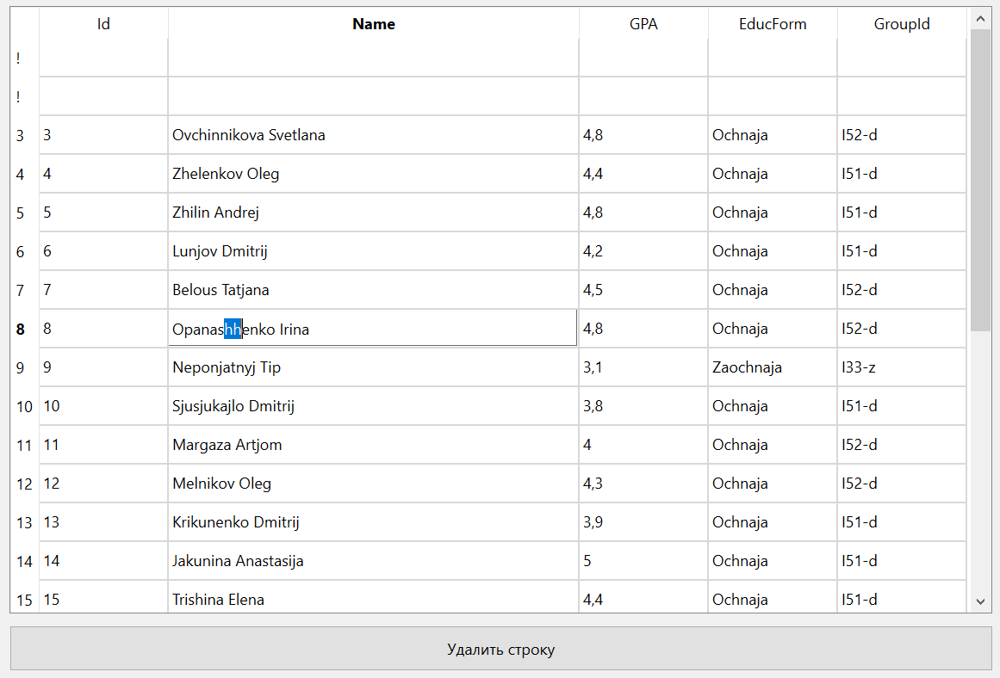 Id Name GPA EducForm GroupId
!
!
3 3 Ovchinnikova Svetlana 4,8 Ochnaja I52-d
4 4 Zhelenkov Oleg 4,4 Ochnaja I51-d
5 5 Zhilin Andrej 4,8 Ochnaja I51-d
6 6 Lunjov Dmitrij 4,2 Ochnaja I51-d
7 7 Belous Tatjana 4,5 Ochnaja I52-d
8 8 Opanashhenko Irina 4,8 Ochnaja I52-d
9 9 Neponjatnyj Tip 3,1 Zaochnaja I33-z
10 10 Sjusjukajlo Dmitrij 3,8 Ochnaja I51-d
11 11 Margaza Artjom 4 Ochnaja I52-d
12 12 Melnikov Oleg 4,3 Ochnaja I52-d
13 13 Krikunenko Dmitrij 3,9 Ochnaja I51-d
14 14 Jakunina Anastasija 5 Ochnaja I51-d
15 15 Trishina Elena 4,4 Ochnaja I51-d
Удалить строку